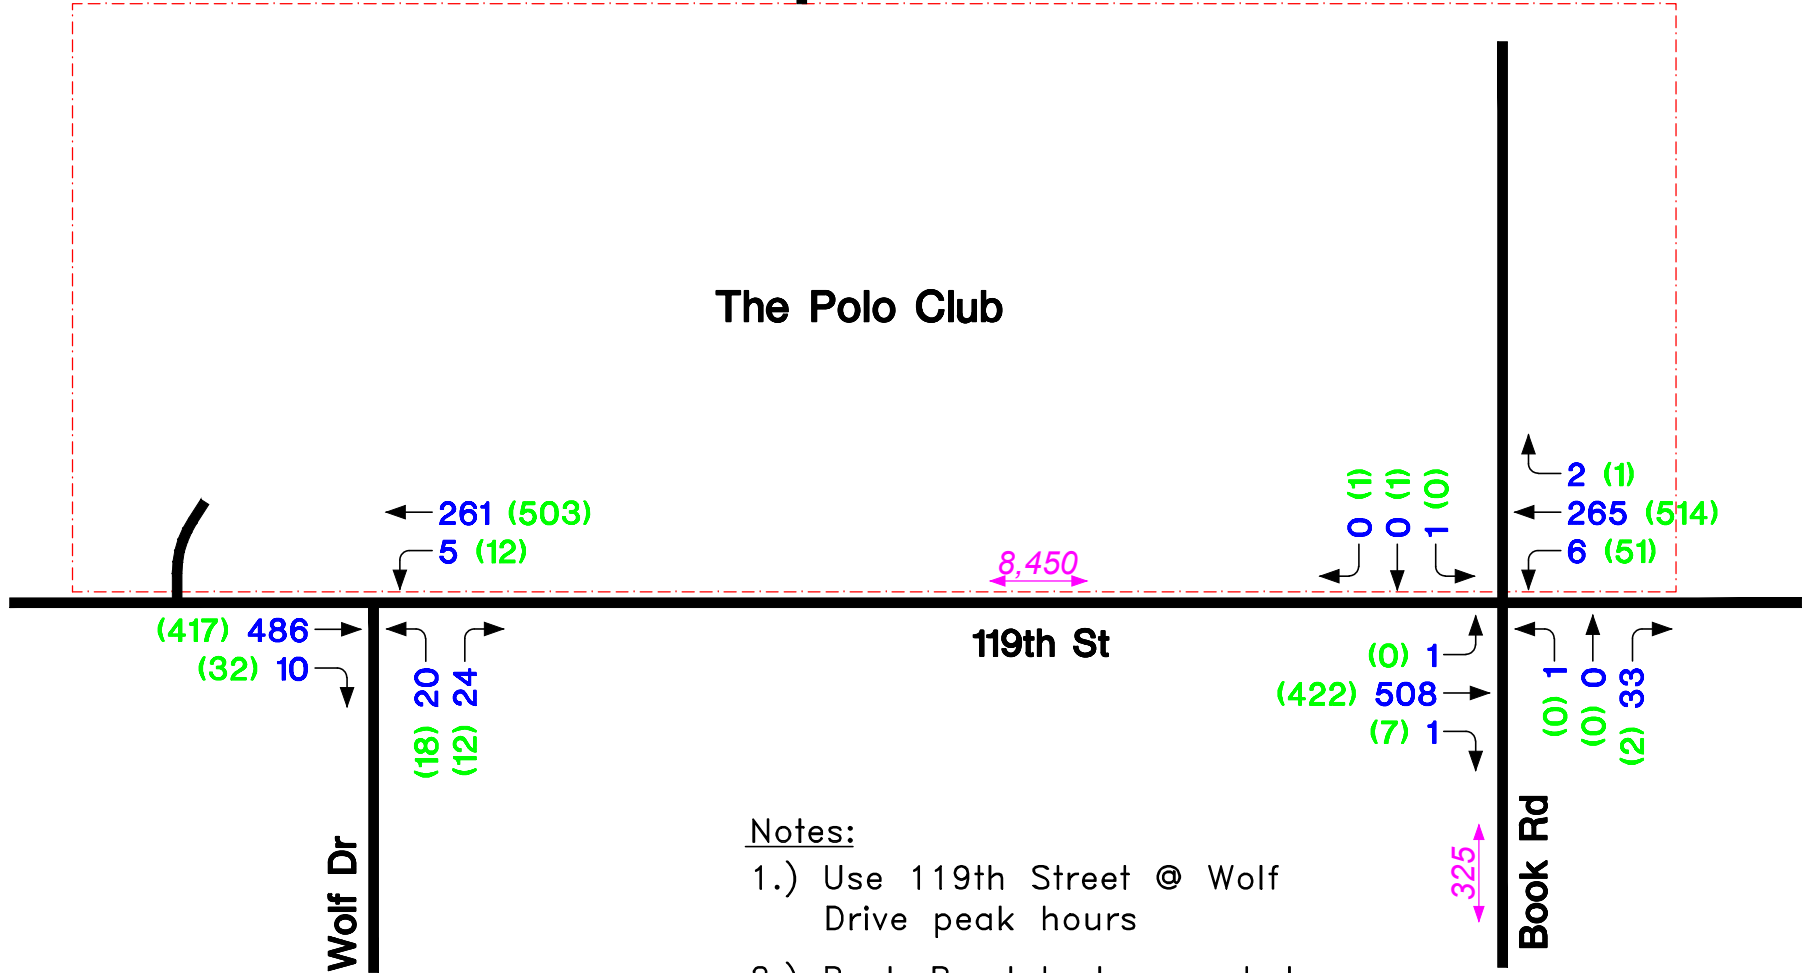 The Polo Club
(1) (1) (0)
0 0 1
2 (1)
265 (514)
6 (51)
261 (503)
5 (12)
8,450
(417) 486
(32) 10
20 24
(18) (12)
119th St
(0) 1
(422) 508
(7) 1
1 0 33
(0) (0) (2)
Wolf Dr
325
Book Rd
Notes:
1.) Use 119th Street @ Wolf
Drive peak hours